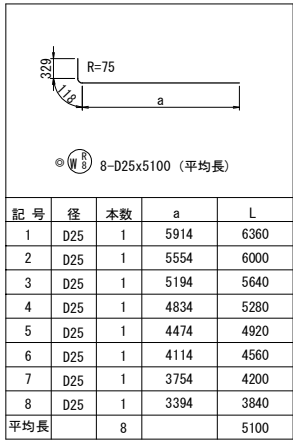 329
R=75
118
a
◎ W R 8 8-D25x5100 (平均長)
記 号 径 本数 a L
1 D25 1 5914 6360
2 D25 1 5554 6000
3 D25 1 5194 5640
4 D25 1 4834 5280
5 D25 1 4474 4920
6 D25 1 4114 4560
7 D25 1 3754 4200
8 D25 1 3394 3840
平均長 8 5100